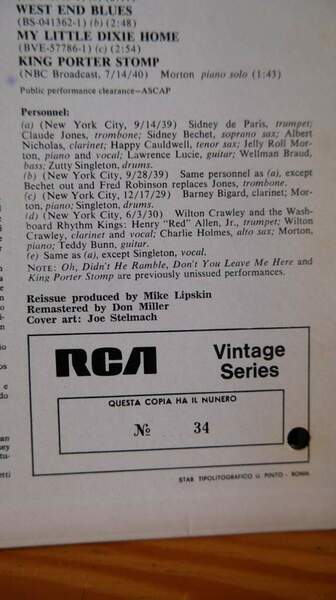 WEST END BLUES
(BS-041362-1) (b) (2:48)
MY LITTLE DIXIE HOME
(BVE-57786-1) (c) (2:54)
KING PORTER STOMP
(NBC Broadcast, 7/14/40) Morton piano solo (1:43)
Public performance clearance—ASCAP
Personnel:
(a) (New York City, 9/14/39) Sidney de Paris, trumpet;
Claude Jones, trombone; Sidney Bechet, soprano sax; Albert
Nicholas, clarinet; Happy Cauldwell, tenor sax; Jelly Roll Mor-
ton, piano and vocal; Lawrence Lucie, guitar; Wellman Braud,
bass; Zutty Singleton, drums.
(b) (New York City, 9/28/39) Same personnel as (a), except
Bechet out and Fred Robinson replaces Jones, trombone.
(c) (New York City, 12/17/29) Barney Bigard, clarinet; Mor-
ton, piano; Singleton, drums.
(d) (New York City, 6/3/30) Wilton Crawley and the Wash-
board Rhythm Kings: Henry "Red" Allen, Jr., trumpet; Wilton
Crawley, clarinet and vocal; Charlie Holmes, alto sax; Morton,
piano; Teddy Bunn, guitar.
(e) Same as (a), except Singleton, vocal.
NOTE: Oh, Didn't He Ramble, Don't You Leave Me Here and
King Porter Stomp are previously unissued performances.
Reissue produced by Mike Lipskin
Remastered by Don Miller
Cover art: Joe Stelmach
RCA Vintage
Series
QUESTA COPIA HA IL NUNERO
No 34
STAB TIPOLITOGRAFICO U. PINTO - ROMA